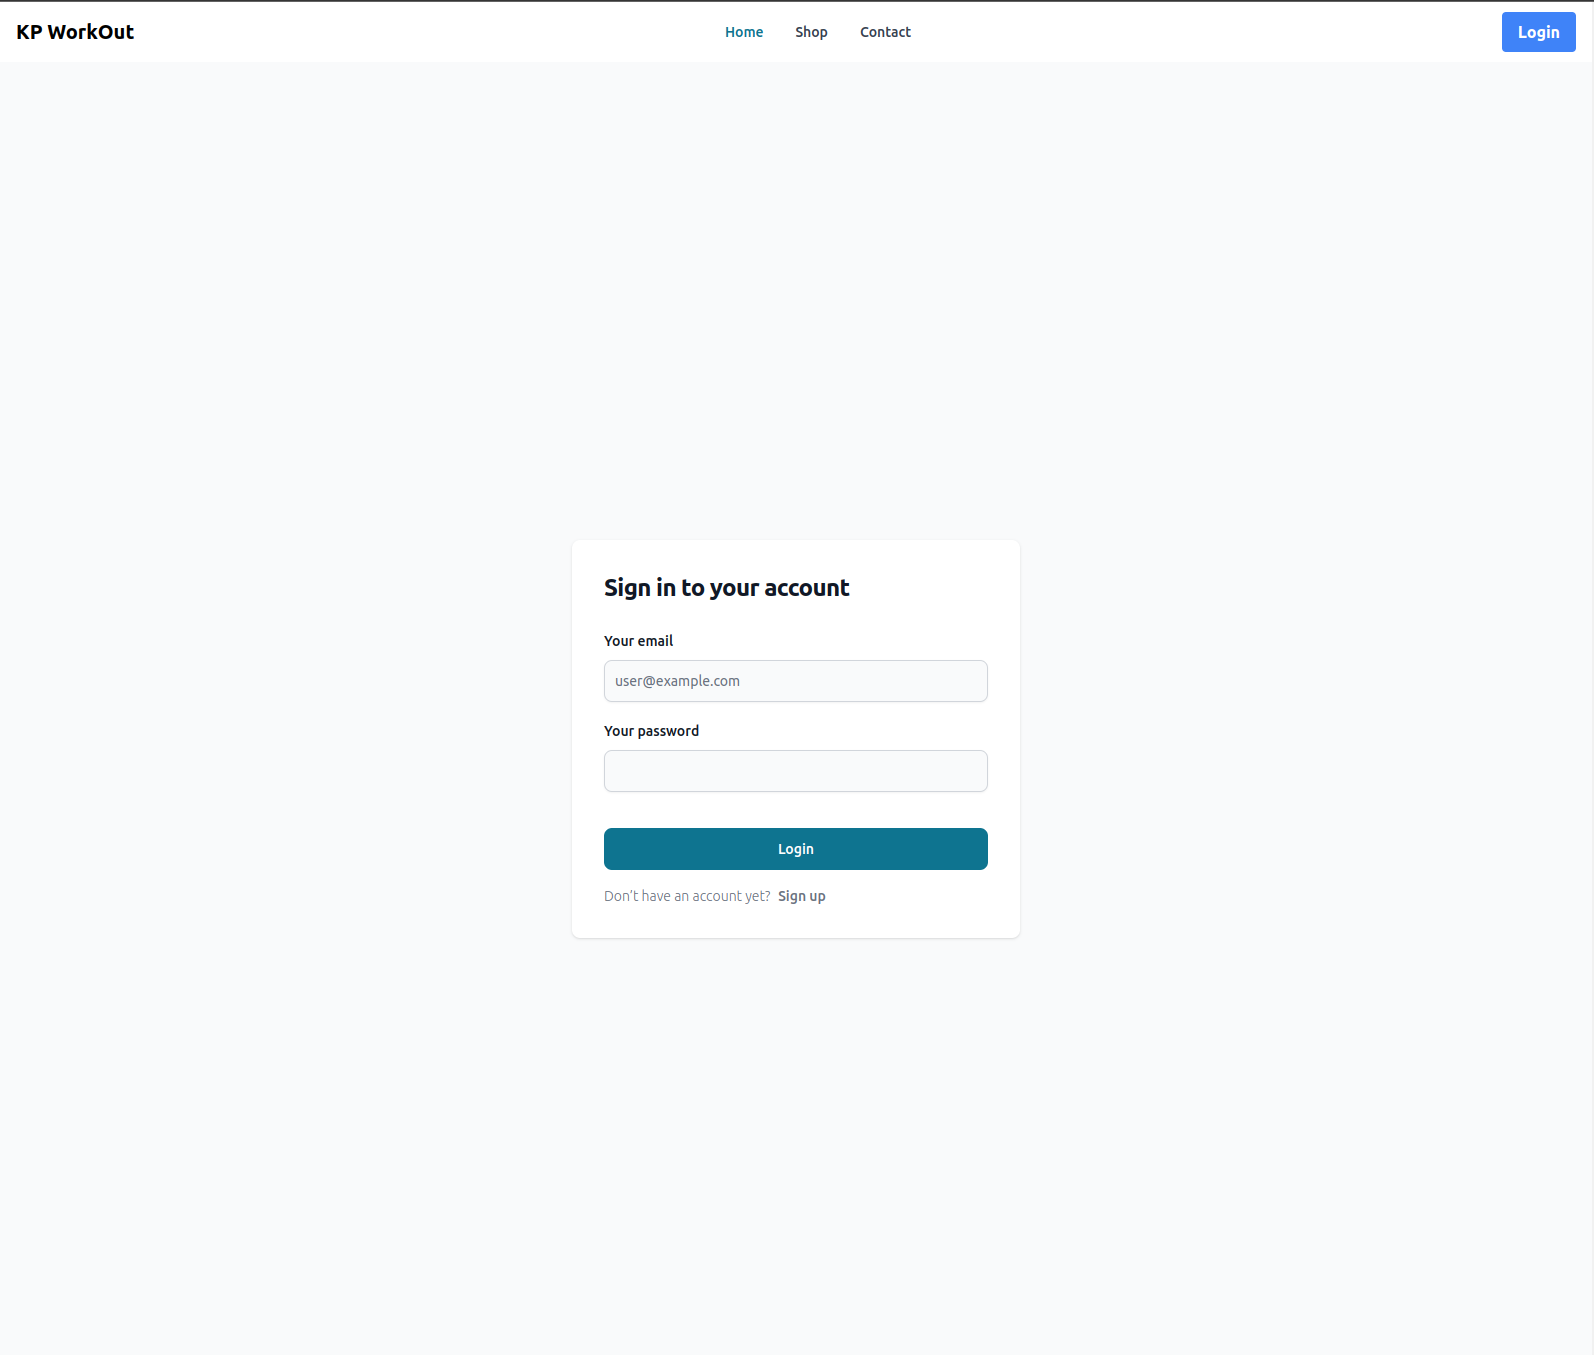 KP WorkOut Home Shop Contact Login
Sign in to your account
Your email
user@example.com
Your password
Login
Don't have an account yet? Sign up